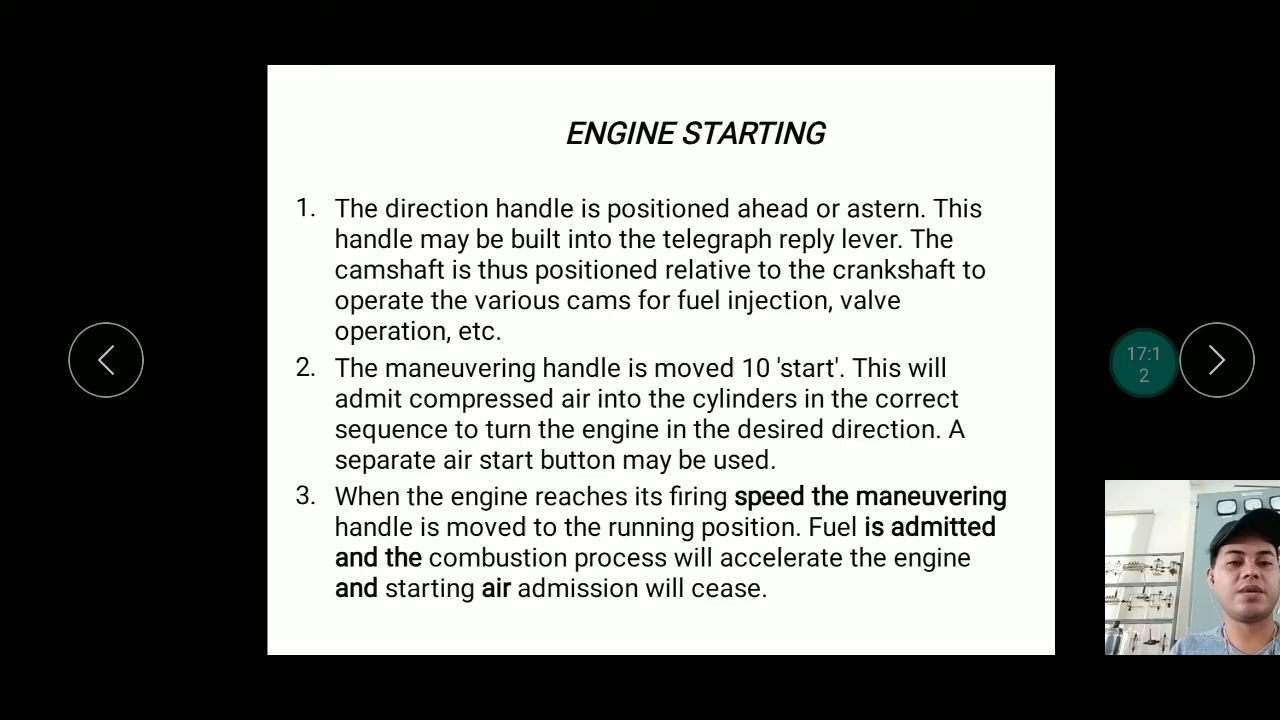 ENGINE STARTING
1. The direction handle is positioned ahead or astern. This
handle may be built into the telegraph reply lever. The
camshaft is thus positioned relative to the crankshaft to
operate the various cams for fuel injection, valve
operation, etc.
2. The maneuvering handle is moved 10 'start'. This will
admit compressed air into the cylinders in the correct
sequence to turn the engine in the desired direction. A
separate air start button may be used.
3. When the engine reaches its firing speed the maneuvering
handle is moved to the running position. Fuel is admitted
and the combustion process will accelerate the engine
and starting air admission will cease.
17:1
2